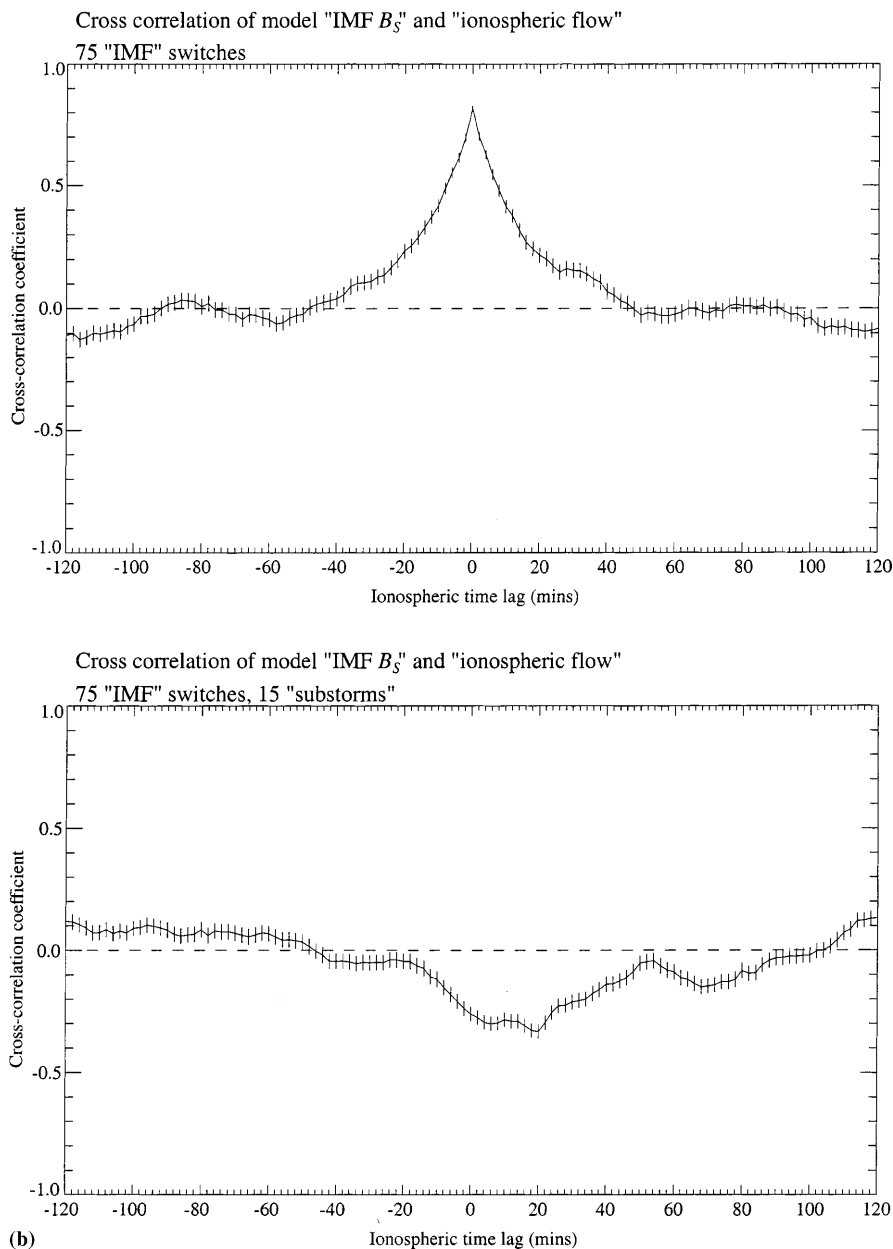 Cross correlation of model "IMF BS" and "ionospheric flow"
75 "IMF" switches
1.0
0.5
0.0
-0.5
-1.0
Cross-correlation coefficient
-120 -100 -80 -60 -40 -20 0 20 40 60 80 100 120
Ionospheric time lag (mins)
Cross correlation of model "IMF BS" and "ionospheric flow"
75 "IMF" switches, 15 "substorms"
1.0
0.5
0.0
-0.5
-1.0
Cross-correlation coefficient
-120 -100 -80 -60 -40 -20 0 20 40 60 80 100 120
(b)
Ionospheric time lag (mins)